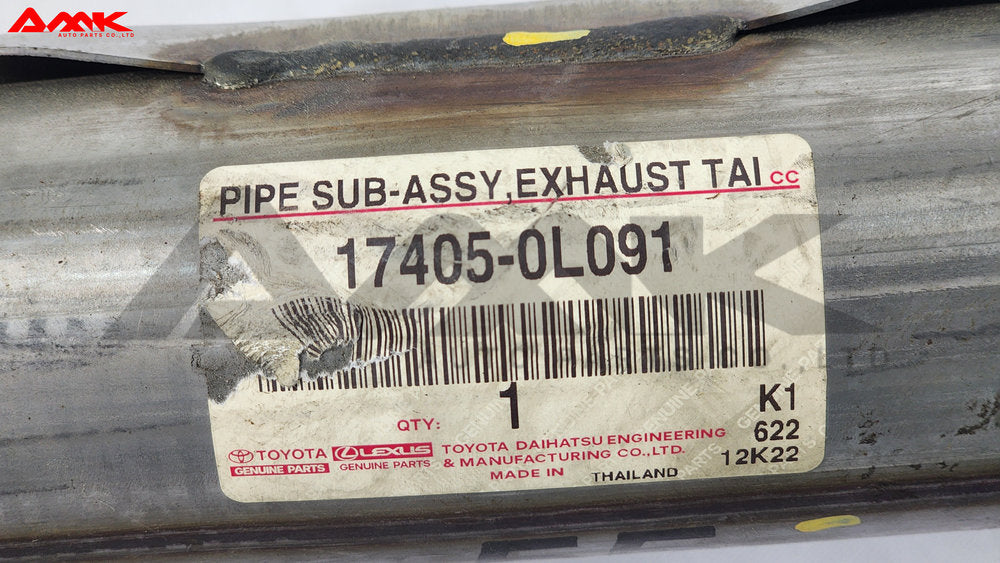 AMK
AUTO PARTS CO.,LTD
PIPE SUB-ASSY,EXHAUST TAI CC
17405-0L091
QTY: 1
K1
622
12K22
TOYOTA
GENUINE PARTS
LEXUS
GENUINE PARTS
TOYOTA DAIHATSU ENGINEERING
& MANUFACTURING CO.,LTD.
MADE IN THAILAND
AMK